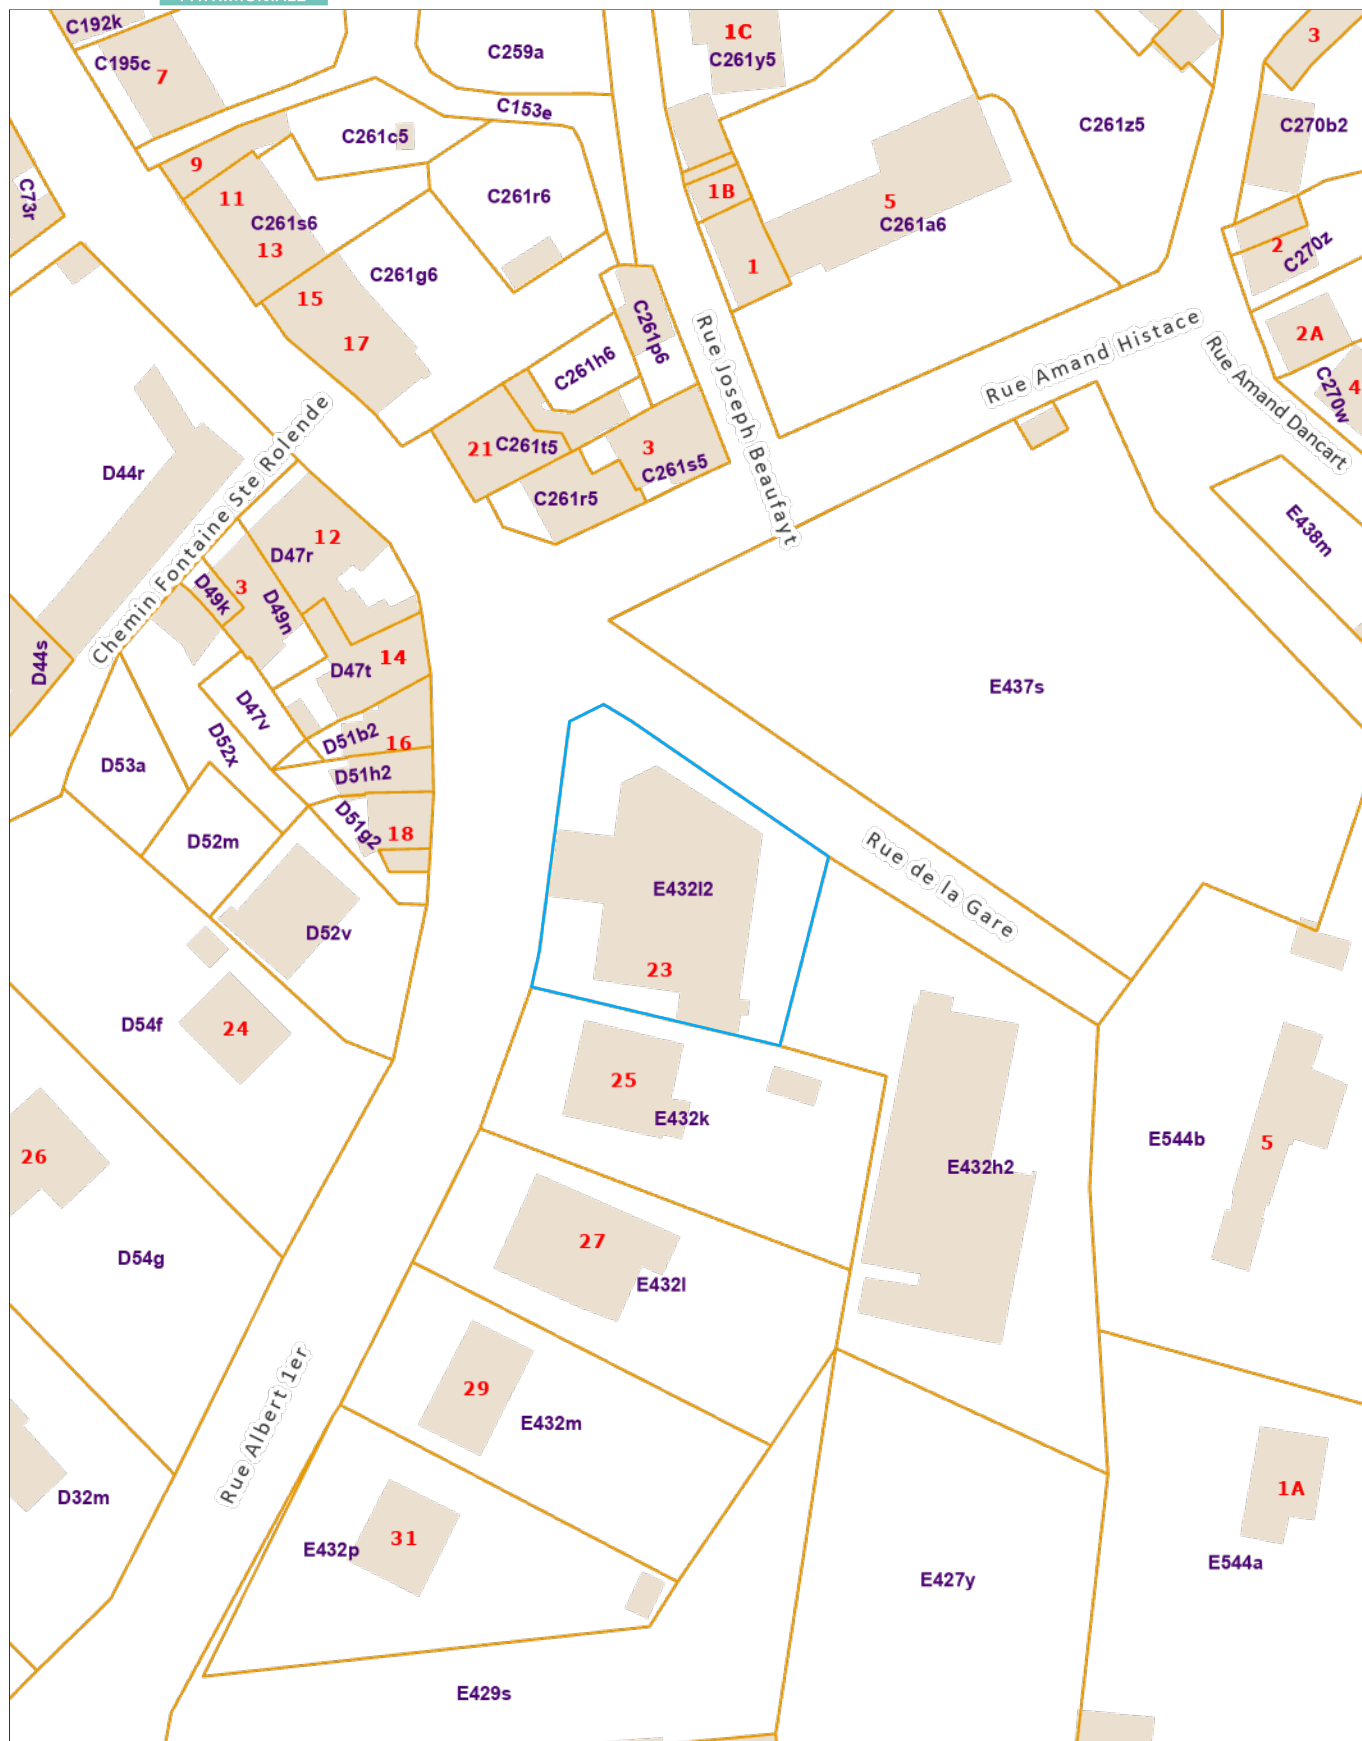 C192k
C195c
7
C259a
1C
C261y5
3
C153e
C261c5
C261z5
C270b2
9
11
C261s6
13
C73r
C261r6
1B
5
C261a6
2
C270z
C261g6
15
17
1
C261p6
2A
C261h6
Rue Joseph Beaufayt
Rue Amand Histace
Rue Amand Dancart
C270w
4
21
C261t5
3
C261s5
C261r5
D44r
Chemin Fontaine Ste Rolende
12
D47r
E438m
3
D49k
D49n
D44s
14
D47t
E437s
D47v
D51b2
16
D52x
D53a
D51h2
D51g2
18
D52m
Rue de la Gare
E432l2
D52v
23
D54f
24
25
E432k
E544b
5
26
E432h2
27
D54g
E432l
Rue Albert 1er
29
E432m
1A
D32m
31
E432p
E544a
E427y
E429s